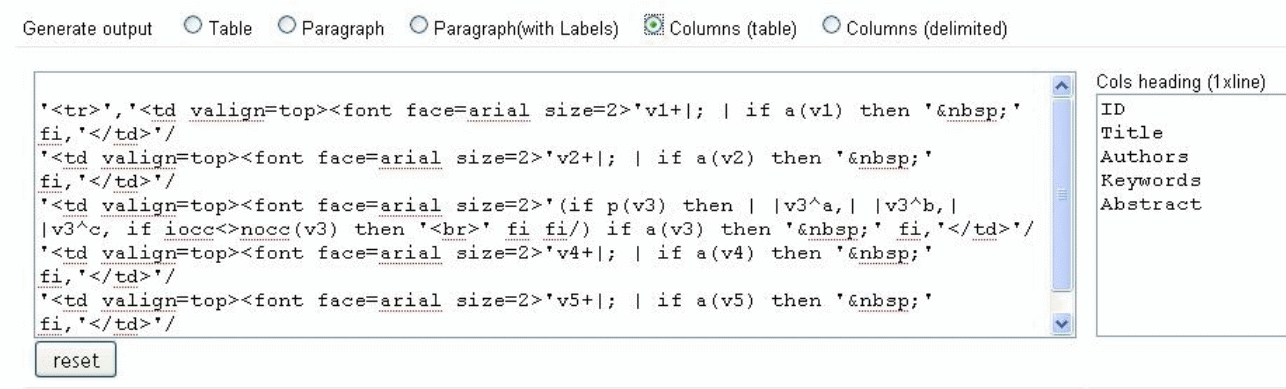 Generate output Table Paragraph Paragraph(with Labels) Columns (table) Columns (delimited)
Cols heading (1xline)
'<tr>','<td valign=top><font face=arial size=2>'v1+|; | if a(v1) then '&nbsp;'
fi,'</td>'/
'<td valign=top><font face=arial size=2>'v2+|; | if a(v2) then '&nbsp;'
fi,'</td>'/
'<td valign=top><font face=arial size=2>'(if p(v3) then | |v3^a,| |v3^b,|
|v3^c, if iocc<>nocc(v3) then '<br>' fi fi/) if a(v3) then '&nbsp;' fi,'</td>'/
'<td valign=top><font face=arial size=2>'v4+|; | if a(v4) then '&nbsp;'
fi,'</td>'/
'<td valign=top><font face=arial size=2>'v5+|; | if a(v5) then '&nbsp;'
fi,'</td>'/
ID
Title
Authors
Keywords
Abstract
reset